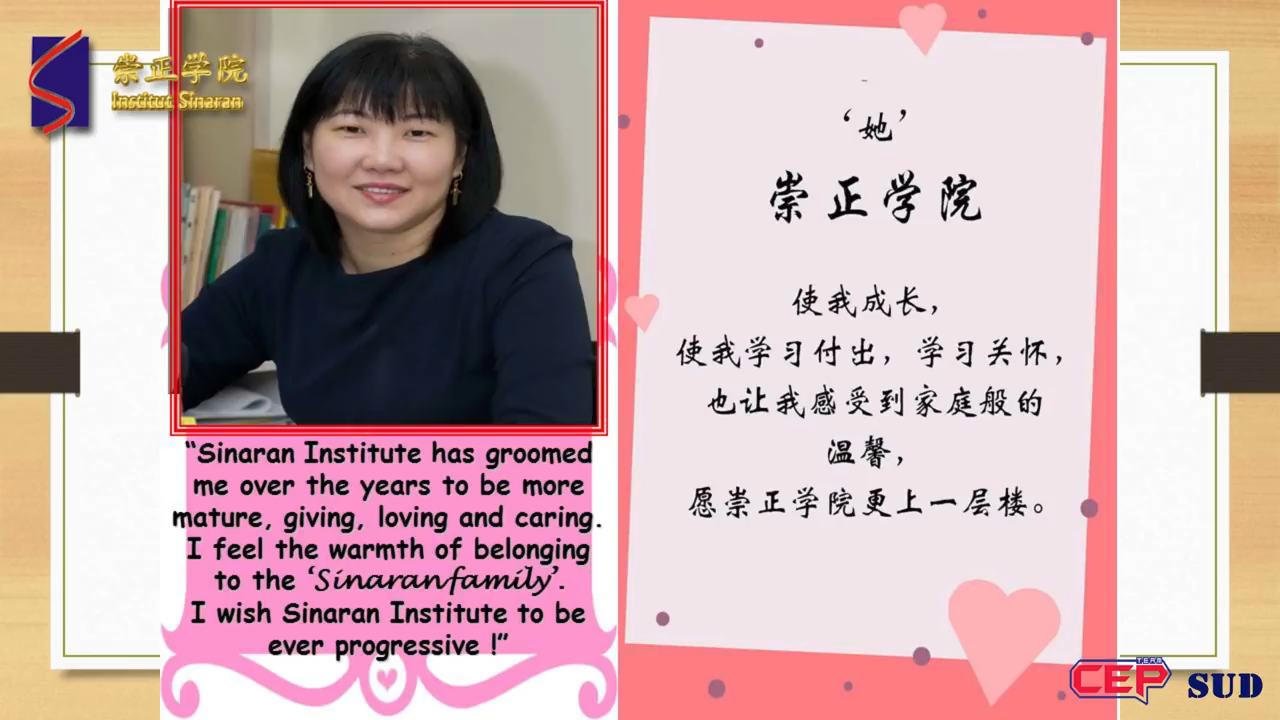 崇正学院
Institut Sinaran
“Sinaran Institute has groomed
me over the years to be more
mature, giving, loving and caring.
I feel the warmth of belonging
to the ‘Sinaranfamily’.
I wish Sinaran Institute to be
ever progressive !”
‘她’
崇正学院
使我成长，
使我学习付出，学习关怀，
也让我感受到家庭般的
温馨，
愿崇正学院更上一层楼。
TEAM
CEP SUD